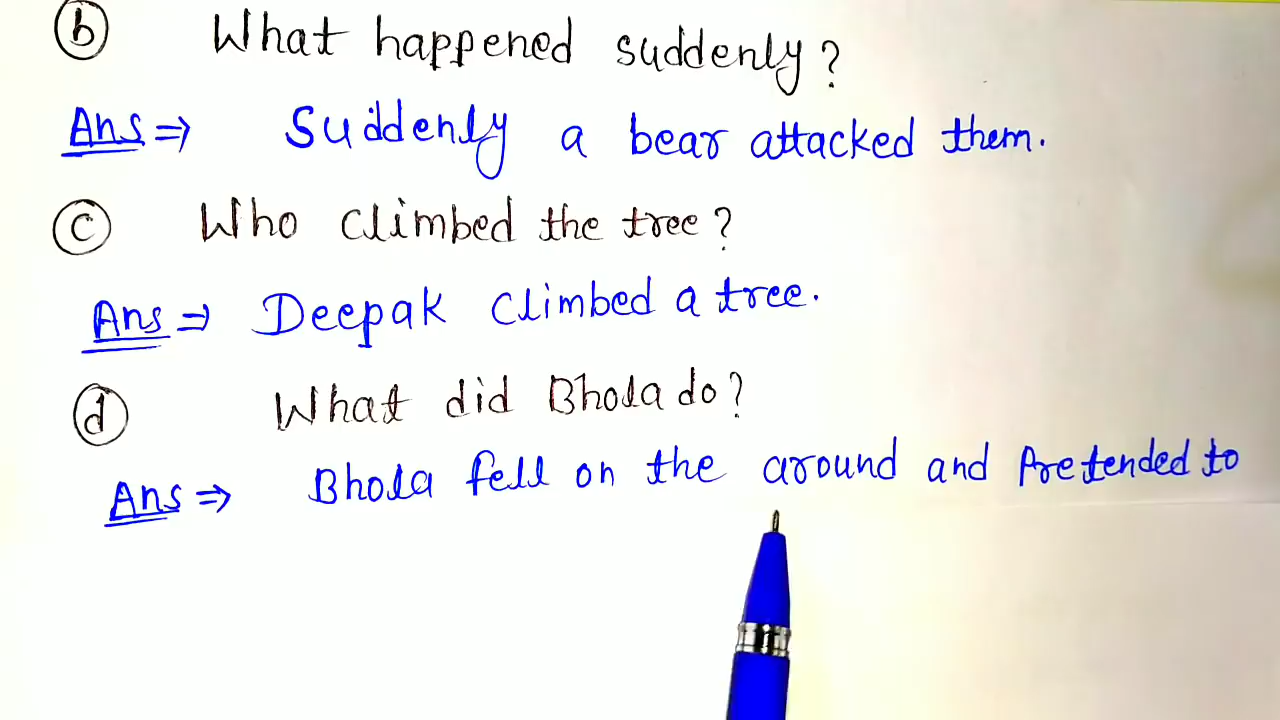 (b) What happened suddenly?
Ans⇒ Suddenly a bear attacked them.
(c) Who climbed the tree?
Ans⇒ Deepak climbed a tree.
(d) What did Bhola do?
Ans⇒ Bhola fell on the around and Pretended to